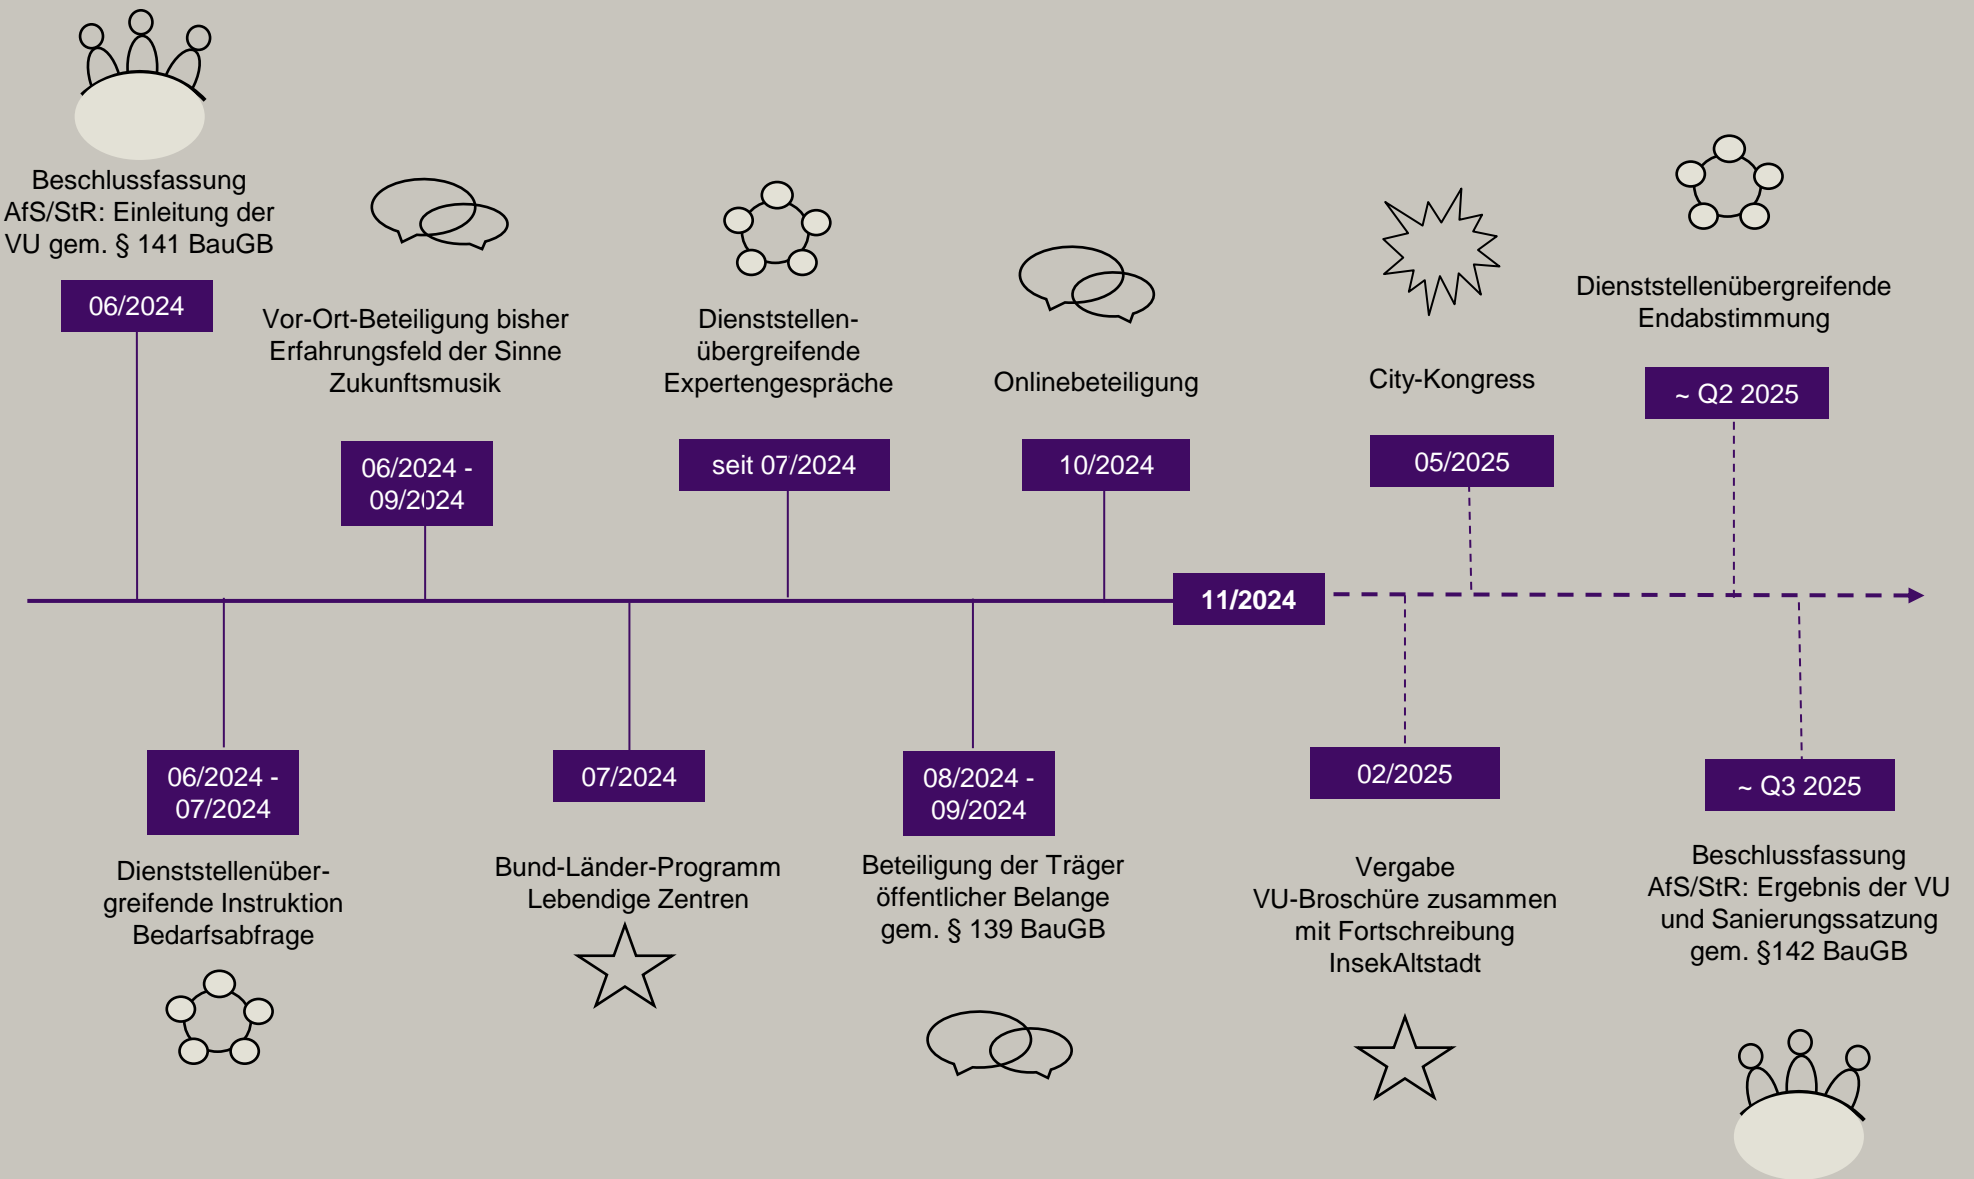 Beschlussfassung
AfS/StR: Einleitung der
VU gem. § 141 BauGB
06/2024
Vor-Ort-Beteiligung bisher
Erfahrungsfeld der Sinne
Zukunftsmusik
06/2024 -
09/2024
Dienststellen-
übergreifende
Expertengespräche
seit 07/2024
Onlinebeteiligung
10/2024
City-Kongress
05/2025
Dienststellenübergreifende
Endabstimmung
~ Q2 2025
11/2024
06/2024 -
07/2024
Dienststellenüber-
greifende Instruktion
Bedarfsabfrage
07/2024
Bund-Länder-Programm
Lebendige Zentren
08/2024 -
09/2024
Beteiligung der Träger
öffentlicher Belange
gem. § 139 BauGB
02/2025
Vergabe
VU-Broschüre zusammen
mit Fortschreibung
InsekAltstadt
~ Q3 2025
Beschlussfassung
AfS/StR: Ergebnis der VU
und Sanierungssatzung
gem. §142 BauGB